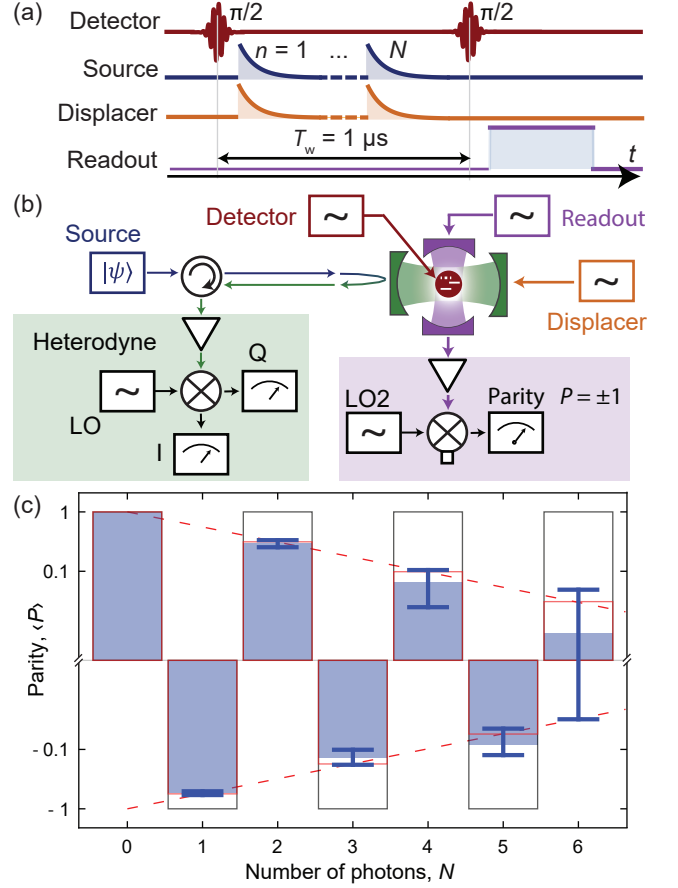 (a)
Detector
π/2
π/2
Source
n = 1
...
N
Displacer
Readout
T_w = 1 µs
t
(b)
Detector
~
~
Readout
Source
|ψ⟩
~
Displacer
Heterodyne
Q
~
LO
I
LO2
~
Parity
P = ±1
(c)
Parity, ‹P›
1
0.1
- 0.1
- 1
0 1 2 3 4 5 6
Number of photons, N